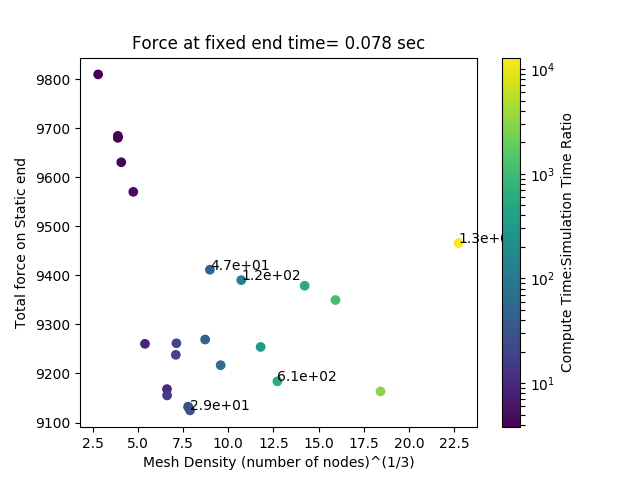 Force at fixed end time= 0.078 sec
Total force on Static end
9800
9700
9600
9500
9400
9300
9200
9100
4.7e+01
1.2e+02
1.3e+
6.1e+02
2.9e+01
2.5
5.0
7.5
10.0
12.5
15.0
17.5
20.0
22.5
Mesh Density (number of nodes)^(1/3)
10^4
10^3
10^2
10^1
Compute Time:Simulation Time Ratio